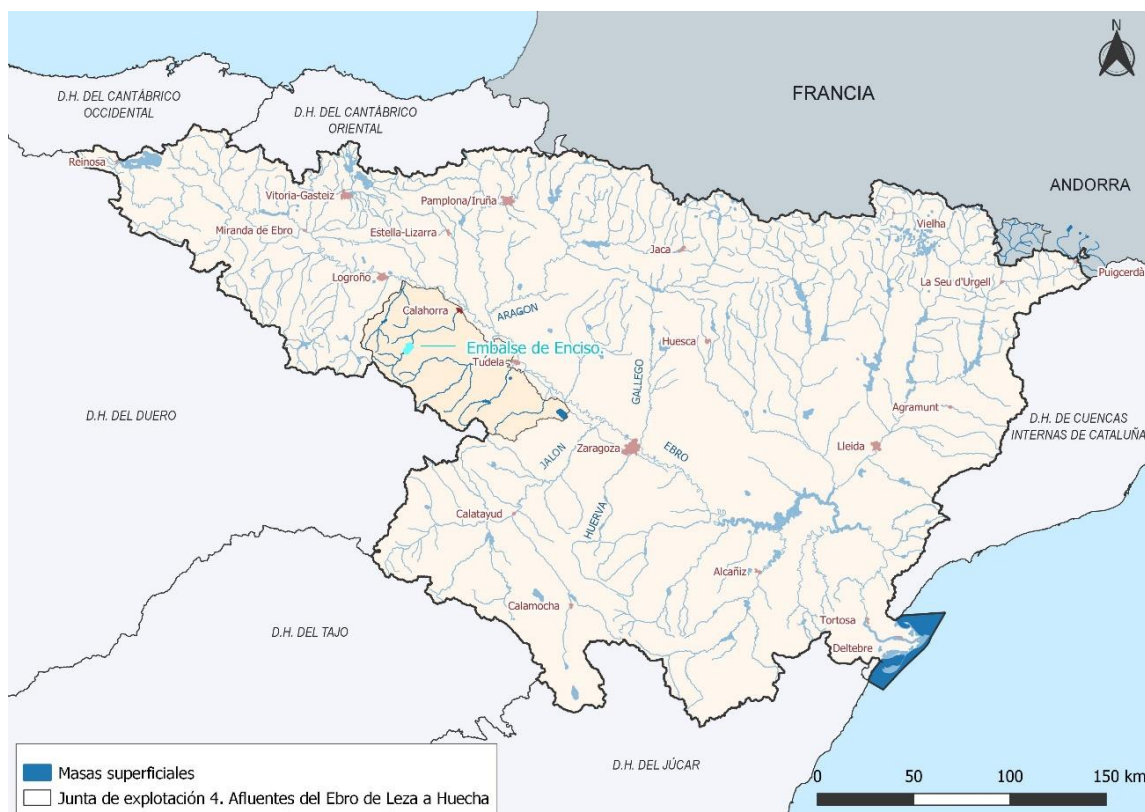 N
FRANCIA
D.H. DEL CANTÁBRICO
OCCIDENTAL
D.H. DEL CANTÁBRICO
ORIENTAL
Reinosa
ANDORRA
Vitoria-Gasteiz
Pamplona/Iruña
Miranda de Ebro
Estella-Lizarra
Vielha
Jaca
Puigcerdà
La Seu d'Urgell
Logroño
Calahorra
ARAGON
Embalse de Enciso
Tudela
Huesca
GALLEGO
D.H. DEL DUERO
Agramunt
D.H. DE CUENCAS
INTERNAS DE CATALUÑA
JALON
Zaragoza
EBRO
Lleida
Calatayud
HUERVA
Alcañiz
Calamocha
D.H. DEL TAJO
Tortosa
Deltebre
D.H. DEL JÚCAR
Masas superficiales
Junta de explotación 4. Afluentes del Ebro de Leza a Huecha
0 50 100 150 km